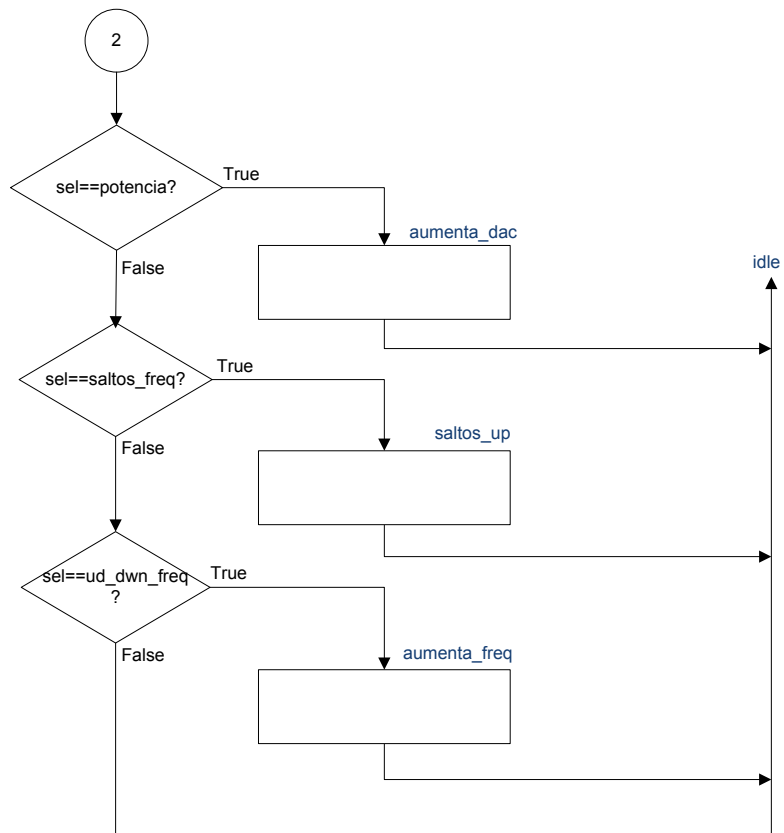 2
sel==potencia?
True
aumenta_dac
False
idle
sel==saltos_freq?
True
saltos_up
False
sel==ud_dwn_freq
?
True
aumenta_freq
False